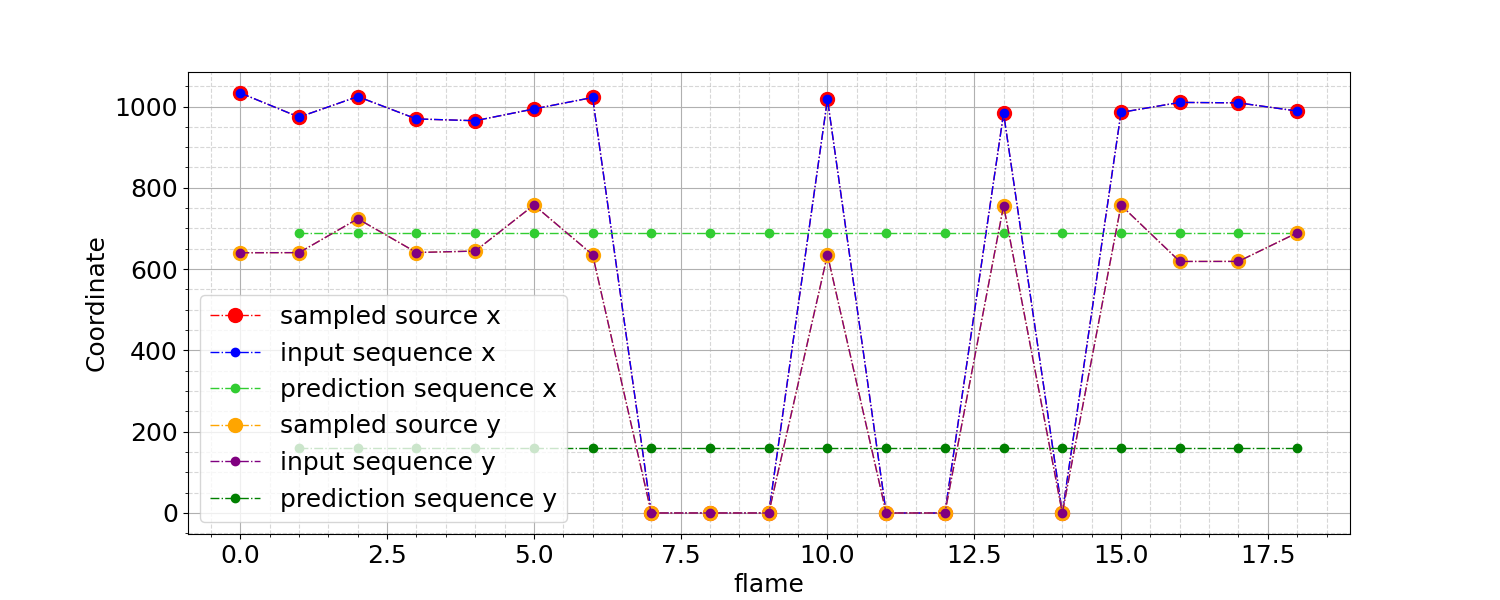 1000
800
600
400
200
0
Coordinate
sampled source x
input sequence x
prediction sequence x
sampled source y
input sequence y
prediction sequence y
0.0 2.5 5.0 7.5 10.0 12.5 15.0 17.5
flame